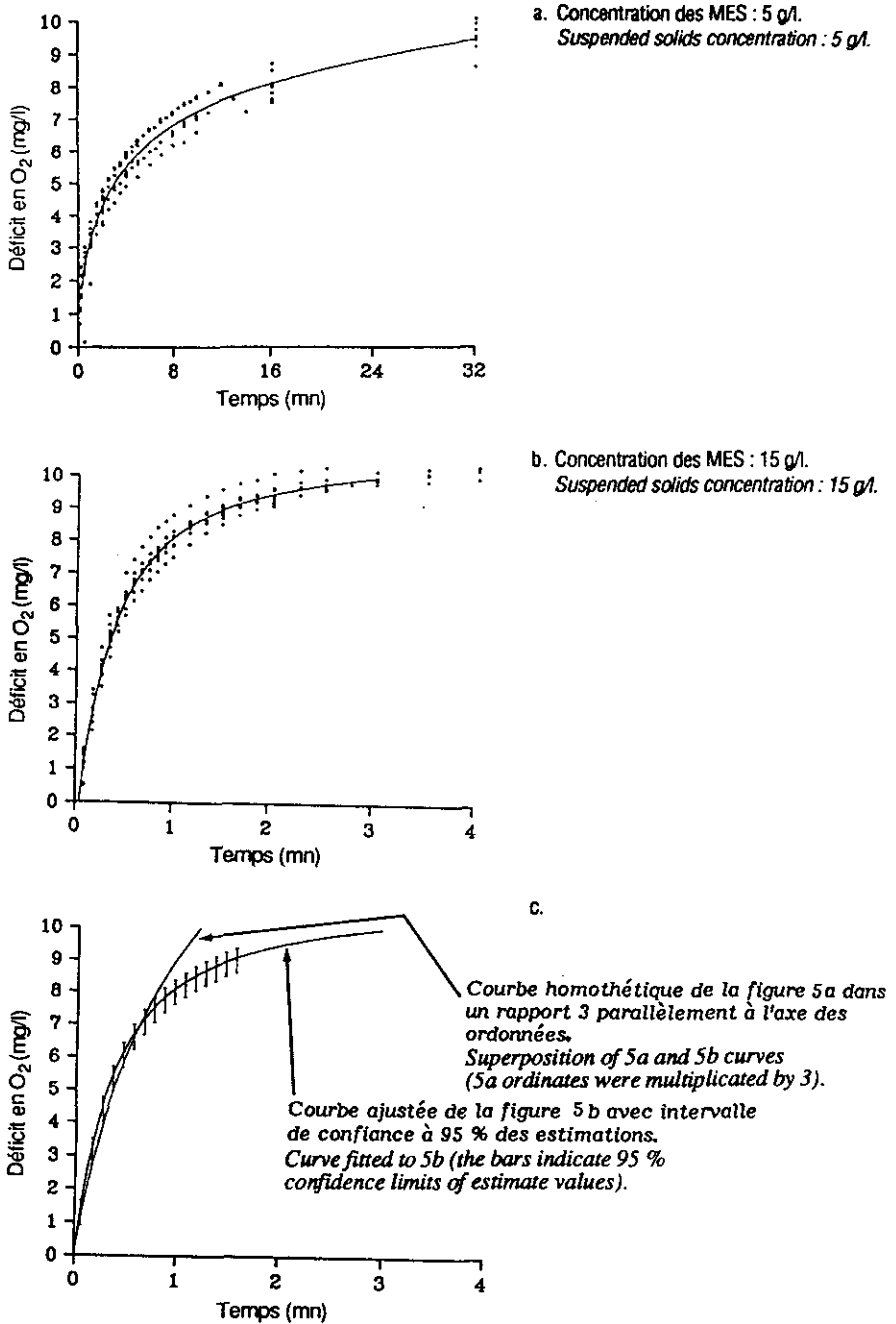 a. Concentration des MES : 5 g/l.
Suspended solids concentration : 5 g/l.
Déficit en O2 (mg/l)
10
9
8
7
6
5
4
3
2
1
0
0 8 16 24 32
Temps (mn)
b. Concentration des MES : 15 g/l.
Suspended solids concentration : 15 g/l.
Déficit en O2 (mg/l)
10
9
8
7
6
5
4
3
2
1
0
0 1 2 3 4
Temps (mn)
c.
Déficit en O2 (mg/l)
10
9
8
7
6
5
4
3
2
1
0
0 1 2 3 4
Temps (mn)
Courbe homothétique de la figure 5a dans
un rapport 3 parallèlement à l'axe des
ordonnées.
Superposition of 5a and 5b curves
(5a ordinates were multiplicated by 3).
Courbe ajustée de la figure 5b avec intervalle
de confiance à 95 % des estimations.
Curve fitted to 5b (the bars indicate 95 %
confidence limits of estimate values).